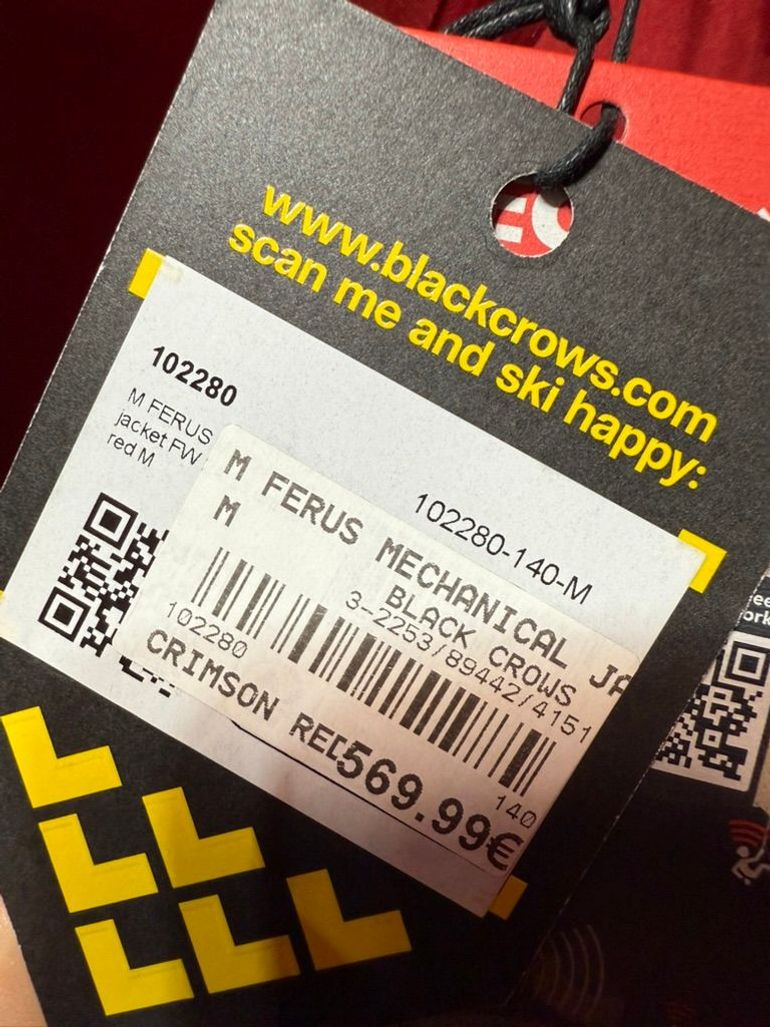 www.blackcrows.com
scan me and ski happy:
102280
M FERUS
jacket FW
red M
102280-140-M
M FERUS MECHANICAL JA
M
BLACK CROWS
3-2253/89442/4151
102280
140
CRIMSON RED
569.99€